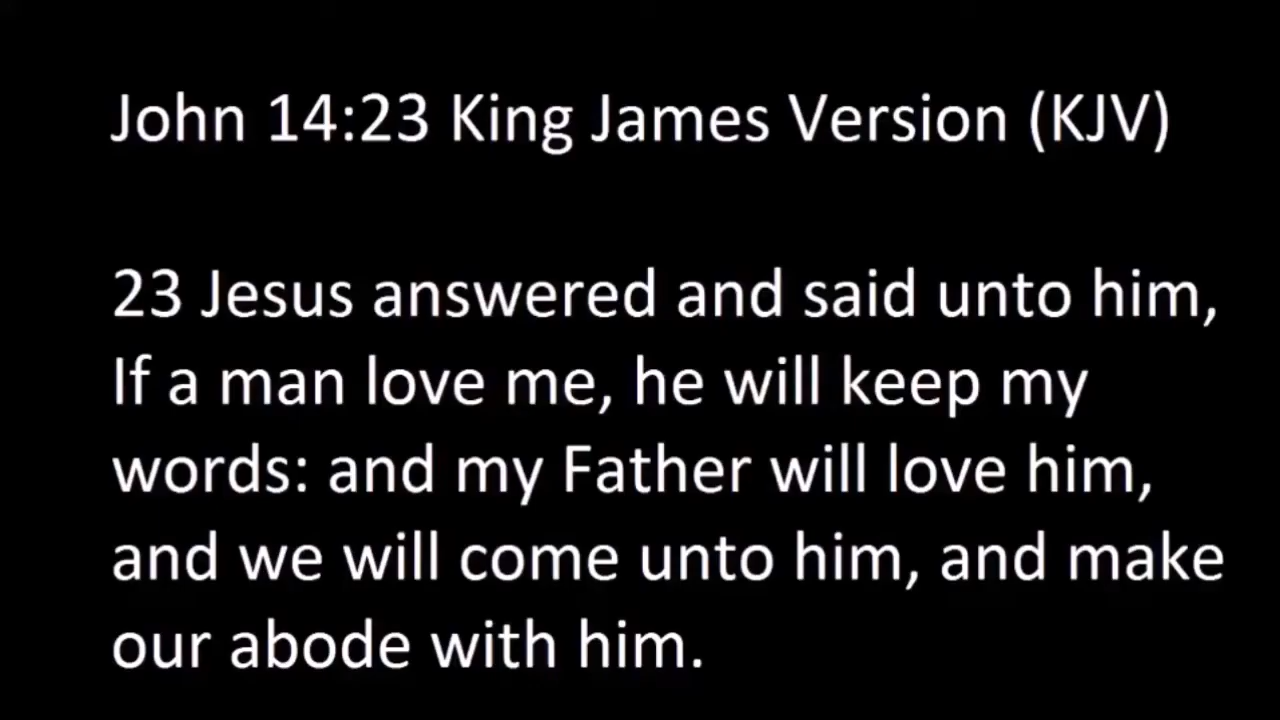 John 14:23 King James Version (KJV)
23 Jesus answered and said unto him,
If a man love me, he will keep my
words: and my Father will love him,
and we will come unto him, and make
our abode with him.